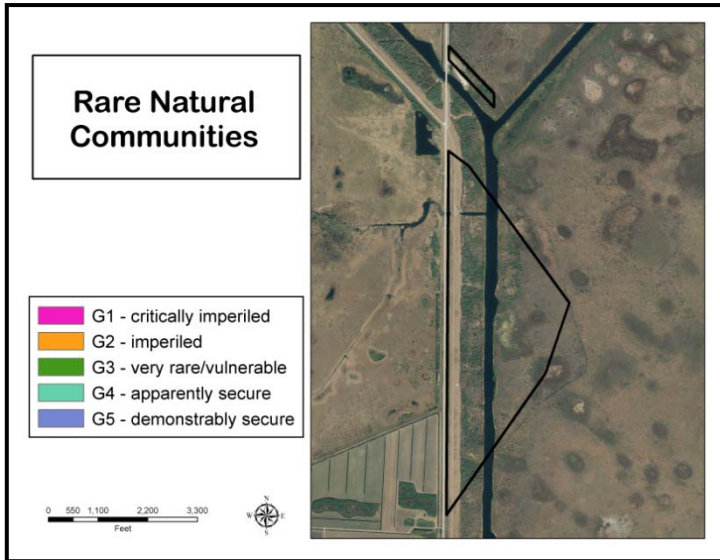 Rare Natural
Communities
G1 - critically imperiled
G2 - imperiled
G3 - very rare/vulnerable
G4 - apparently secure
G5 - demonstrably secure
0 550 1,100 2,200 3,300
Feet
N
W E
S